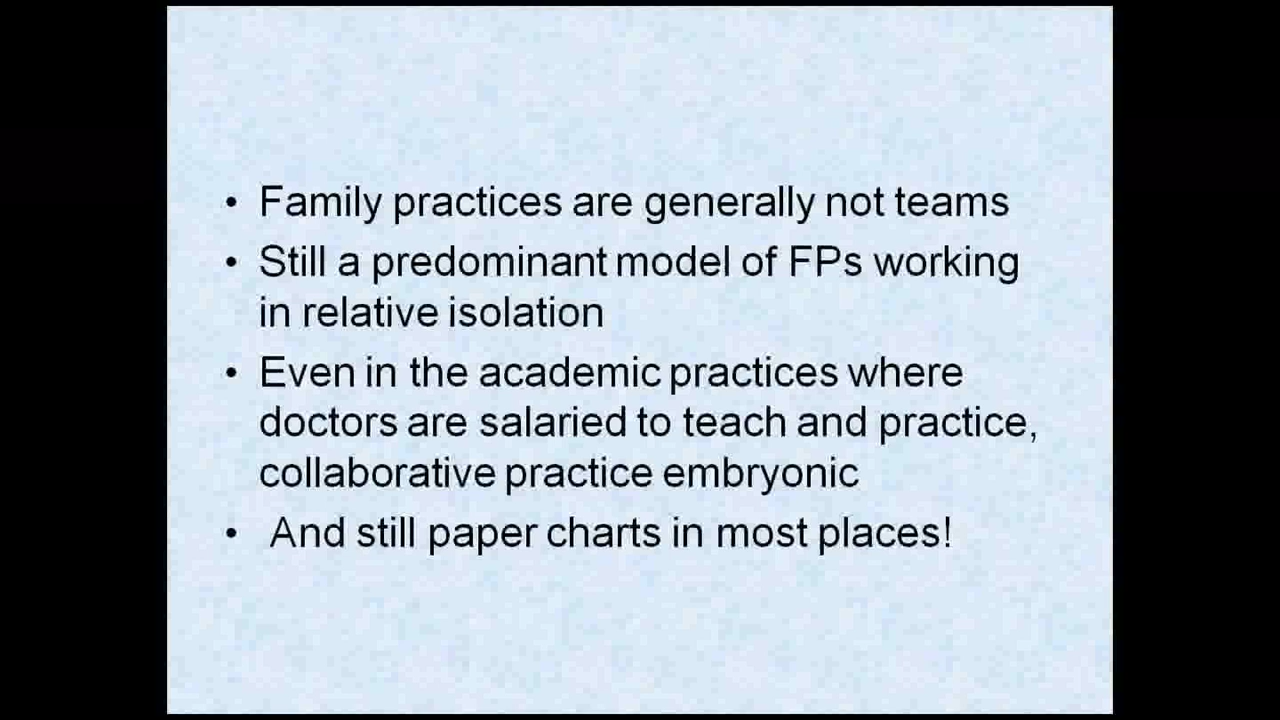 • Family practices are generally not teams
• Still a predominant model of FPs working
in relative isolation
• Even in the academic practices where
doctors are salaried to teach and practice,
collaborative practice embryonic
• And still paper charts in most places!